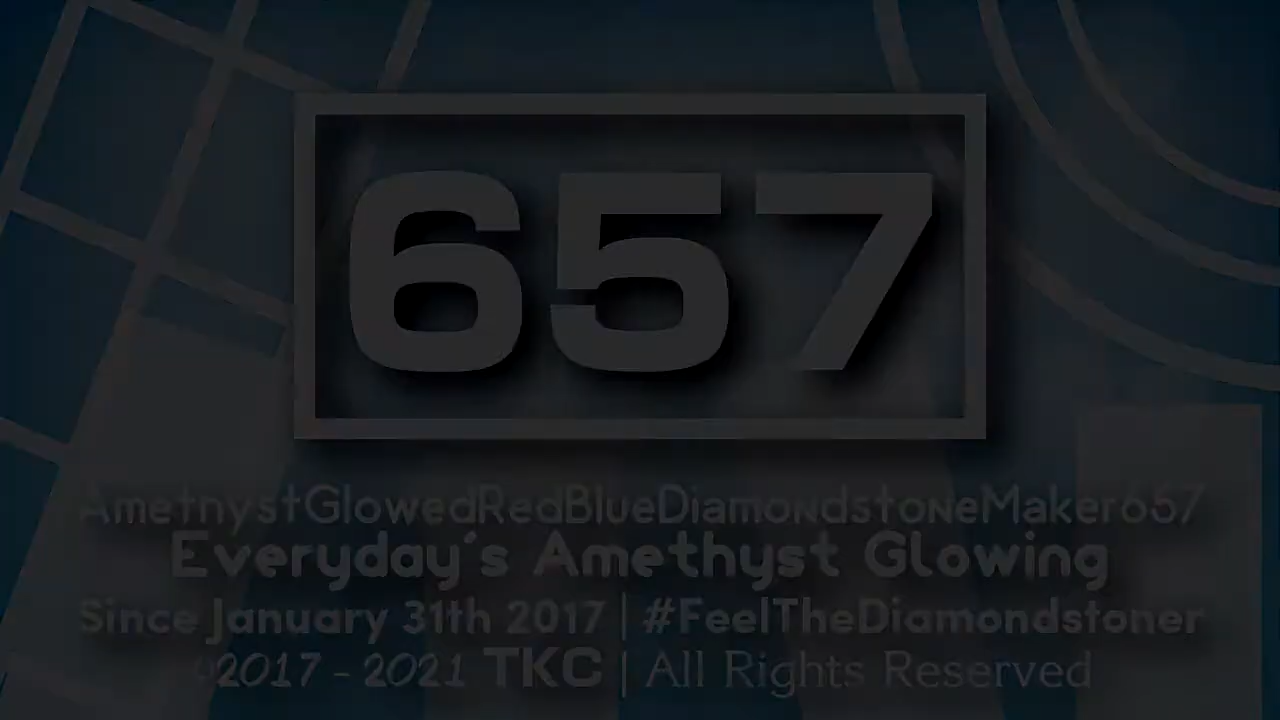 657
AmethystGlowedRedBlueDiamondstoneMaker657
Everyday's Amethyst Glowing
Since January 31th 2017 | #FeelTheDiamondstoner
©2017 - 2021 TKC | All Rights Reserved